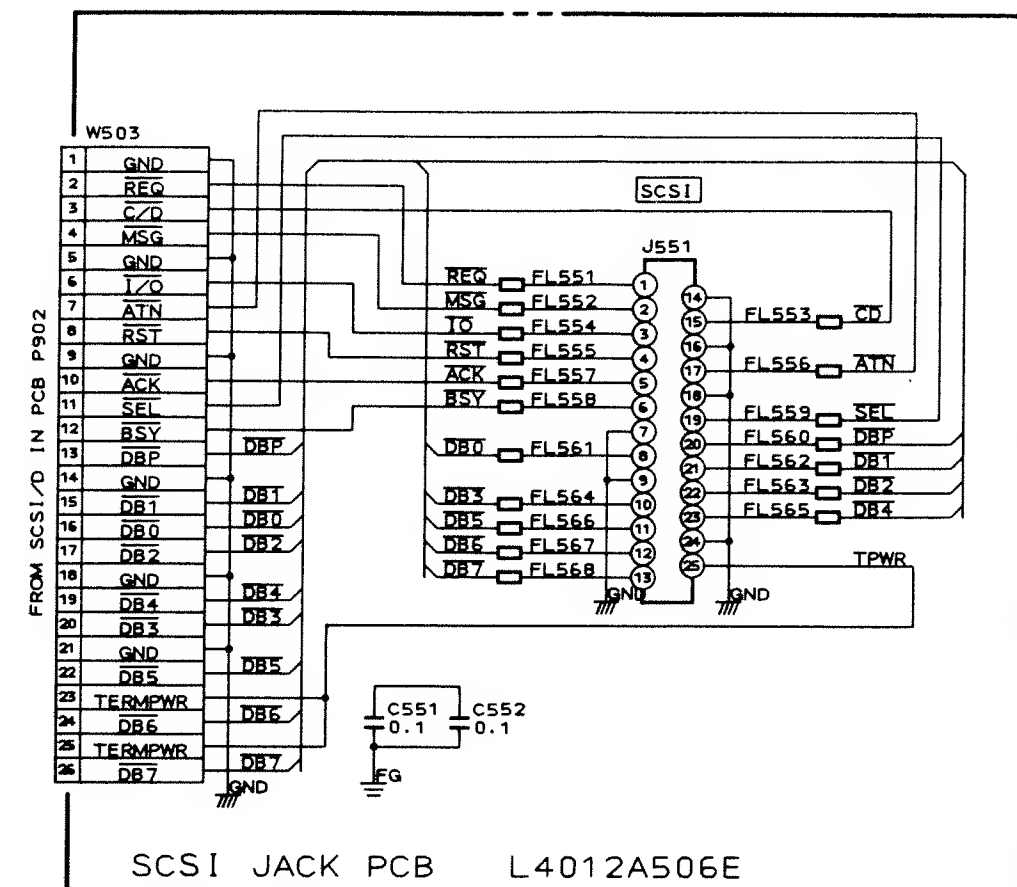 W503
1 GND
2 REQ
3 C/D
4 MSG
5 GND
6 I/O
7 ATN
8 RST
9 GND
10 ACK
11 SEL
12 BSY
13 DBP
14 GND
15 DB1
16 DB0
17 DB2
18 GND
19 DB4
20 DB3
21 GND
22 DB5
23 TERMPWR
24 DB6
25 TERMPWR
26 DB7
FROM SCSI/D IN PCB P902
DBP
DB1
DB0
DB2
DB4
DB3
DB5
DB6
DB7
GND
SCSI
J551
REQ FL551 1
MSG FL552 2
IO FL554 3
RST FL555 4
ACK FL557 5
BSY FL558 6
7
DB0 FL561 8
9
DB3 FL564 10
DB5 FL566 11
DB6 FL567 12
DB7 FL568 13
GND
14
15 FL553 CD
16
17 FL556 ATN
18
19 FL559 SEL
20 FL560 DBP
21 FL562 DB1
22 FL563 DB2
23 FL565 DB4
24
25 TPWR
GND
C551 0.1
C552 0.1
FG
SCSI JACK PCB L4012A506E